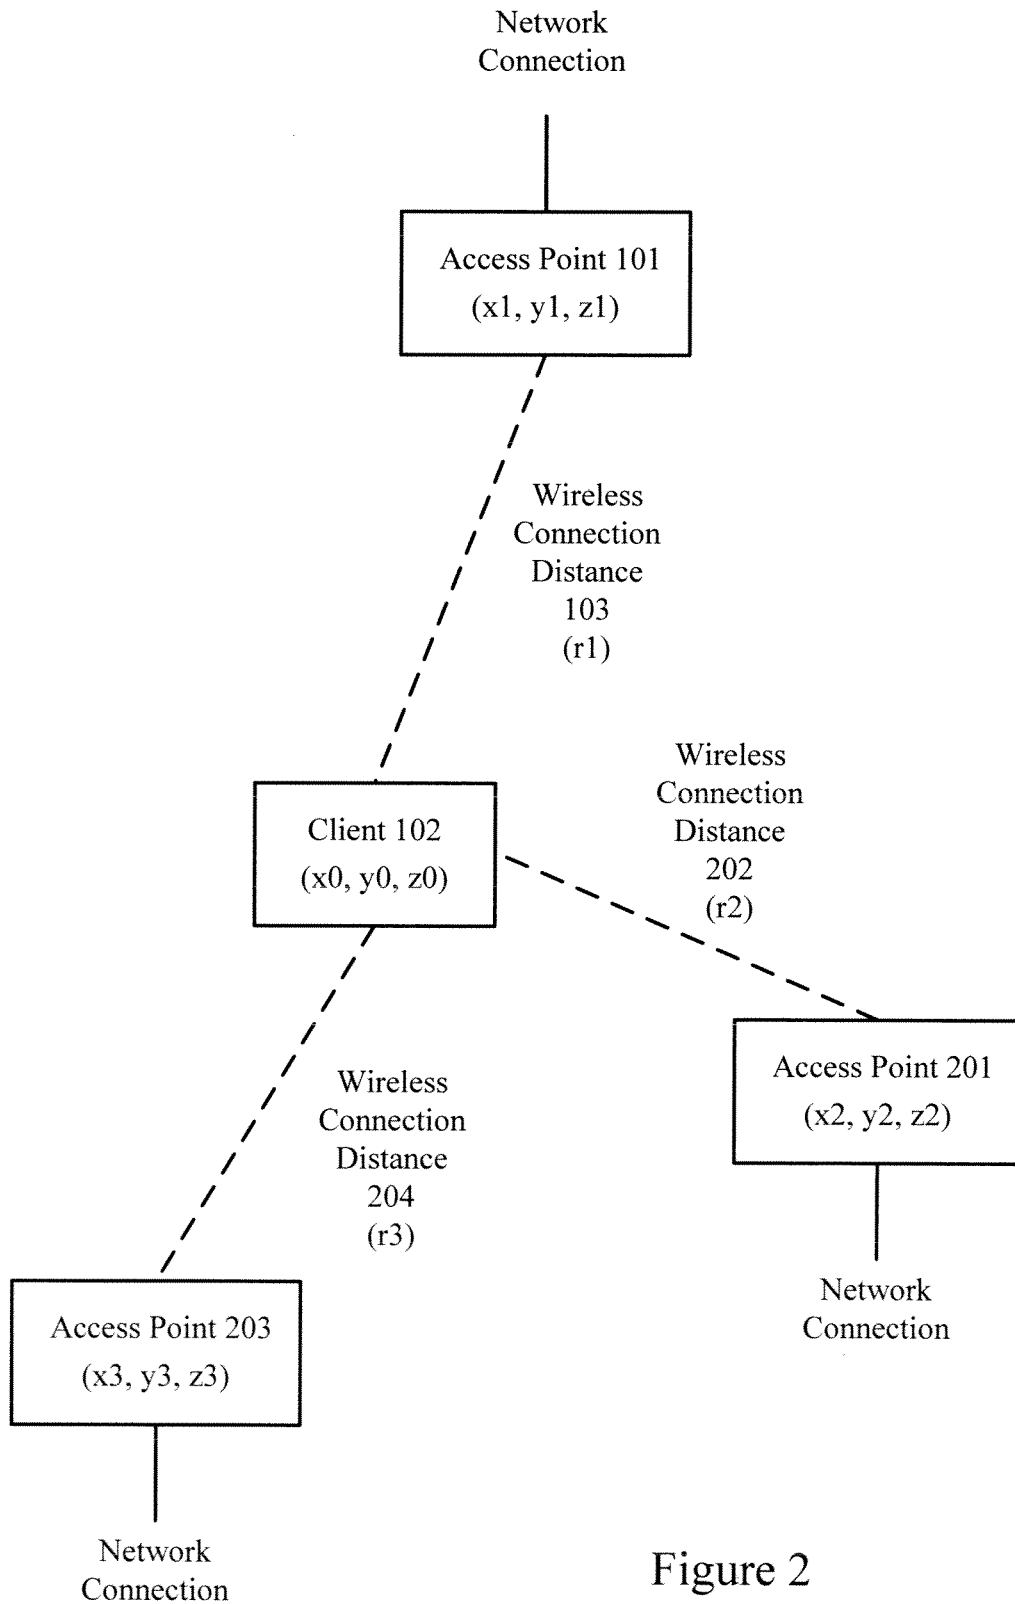 Network
Connection
Access Point 101
(x1, y1, z1)
Wireless
Connection
Distance
103
(r1)
Wireless
Connection
Distance
202
(r2)
Client 102
(x0, y0, z0)
Access Point 201
(x2, y2, z2)
Wireless
Connection
Distance
204
(r3)
Network
Connection
Access Point 203
(x3, y3, z3)
Network
Connection
Figure 2